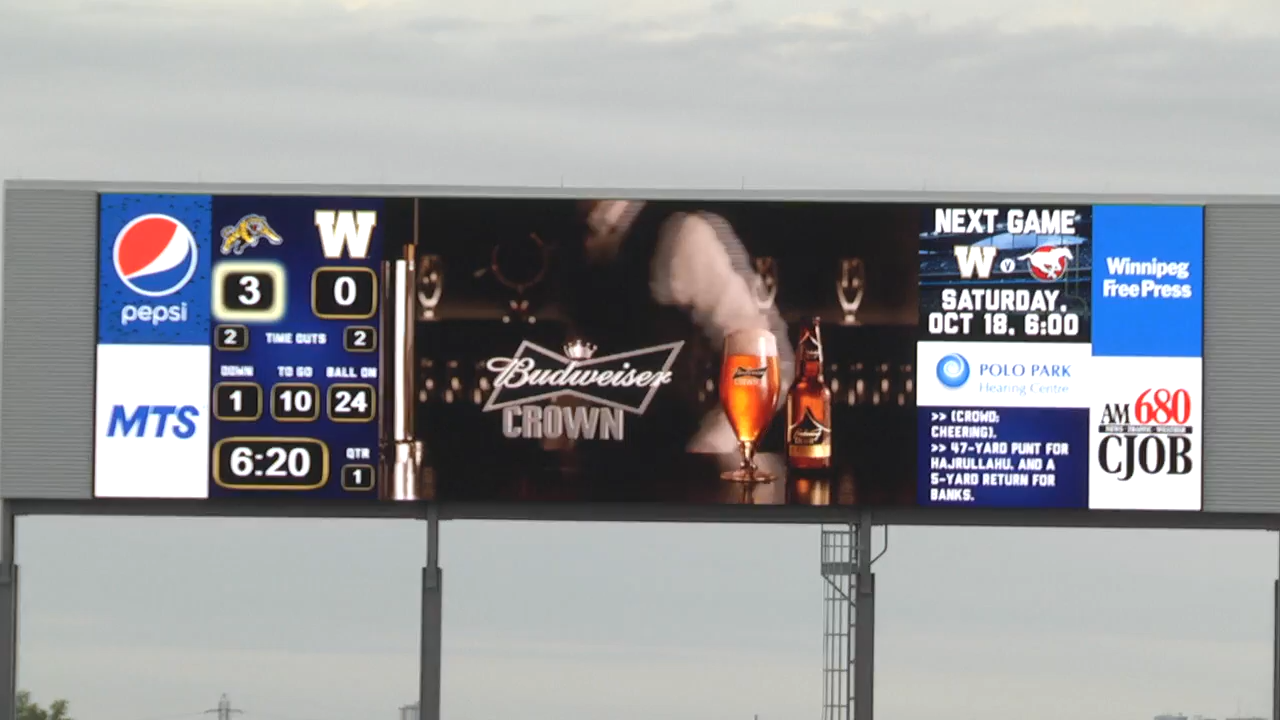 pepsi
MTS
W
3
0
2
TIME OUTS
2
DOWN
TO GO
BALL ON
1
10
24
6:20
QTR
1
Budweiser
CROWN
NEXT GAME
W V
SATURDAY,
OCT 18, 6:00
POLO PARK
Hearing Centre
>> (CROWD:
CHEERING).
>> 47-YARD PUNT FOR
HAJRULLAHU, AND A
5-YARD RETURN FOR
BANKS.
Winnipeg
Free Press
AM 680
CJOB